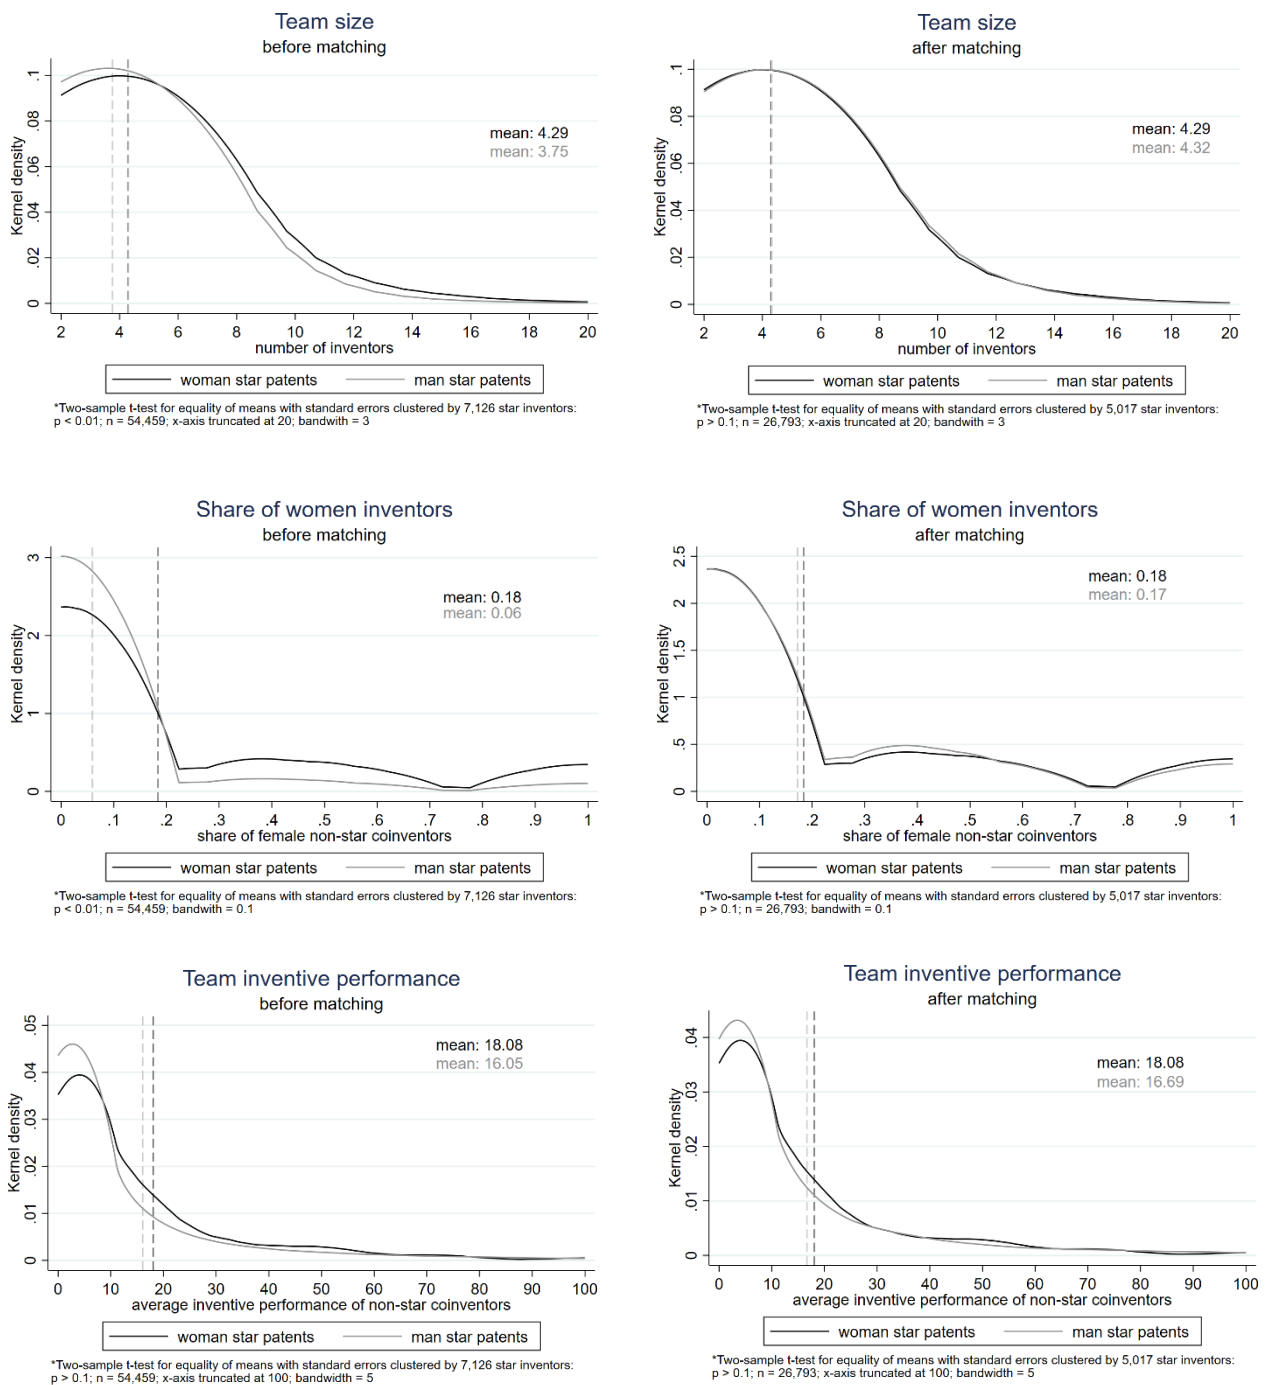 Team size
before matching
Kernel density
.1
.08
.06
.04
.02
0
mean: 4.29
mean: 3.75
2 4 6 8 10 12 14 16 18 20
number of inventors
woman star patents man star patents
*Two-sample t-test for equality of means with standard errors clustered by 7,126 star inventors:
p < 0.01; n = 54,459; x-axis truncated at 20; bandwith = 3
Team size
after matching
Kernel density
.1
.08
.06
.04
.02
0
mean: 4.29
mean: 4.32
2 4 6 8 10 12 14 16 18 20
number of inventors
woman star patents man star patents
*Two-sample t-test for equality of means with standard errors clustered by 5,017 star inventors:
p > 0.1; n = 26,793; x-axis truncated at 20; bandwith = 3
Share of women inventors
before matching
Kernel density
3
2
1
0
mean: 0.18
mean: 0.06
0 .1 .2 .3 .4 .5 .6 .7 .8 .9 1
share of female non-star coinventors
woman star patents man star patents
*Two-sample t-test for equality of means with standard errors clustered by 7,126 star inventors:
p < 0.01; n = 54,459; bandwith = 0.1
Share of women inventors
after matching
Kernel density
2.5
2
1.5
1
.5
0
mean: 0.18
mean: 0.17
0 .1 .2 .3 .4 .5 .6 .7 .8 .9 1
share of female non-star coinventors
woman star patents man star patents
*Two-sample t-test for equality of means with standard errors clustered by 5,017 star inventors:
p > 0.1; n = 26,793; bandwith = 0.1
Team inventive performance
before matching
Kernel density
.05
.04
.03
.02
.01
0
mean: 18.08
mean: 16.05
0 10 20 30 40 50 60 70 80 90 100
average inventive performance of non-star coinventors
woman star patents man star patents
*Two-sample t-test for equality of means with standard errors clustered by 7,126 star inventors:
p > 0.1; n = 54,459; x-axis truncated at 100; bandwidth = 5
Team inventive performance
after matching
Kernel density
.04
.03
.02
.01
0
mean: 18.08
mean: 16.69
0 10 20 30 40 50 60 70 80 90 100
average inventive performance of non-star coinventors
woman star patents man star patents
*Two-sample t-test for equality of means with standard errors clustered by 5,017 star inventors:
p > 0.1; n = 26,793; x-axis truncated at 100; bandwidth = 5